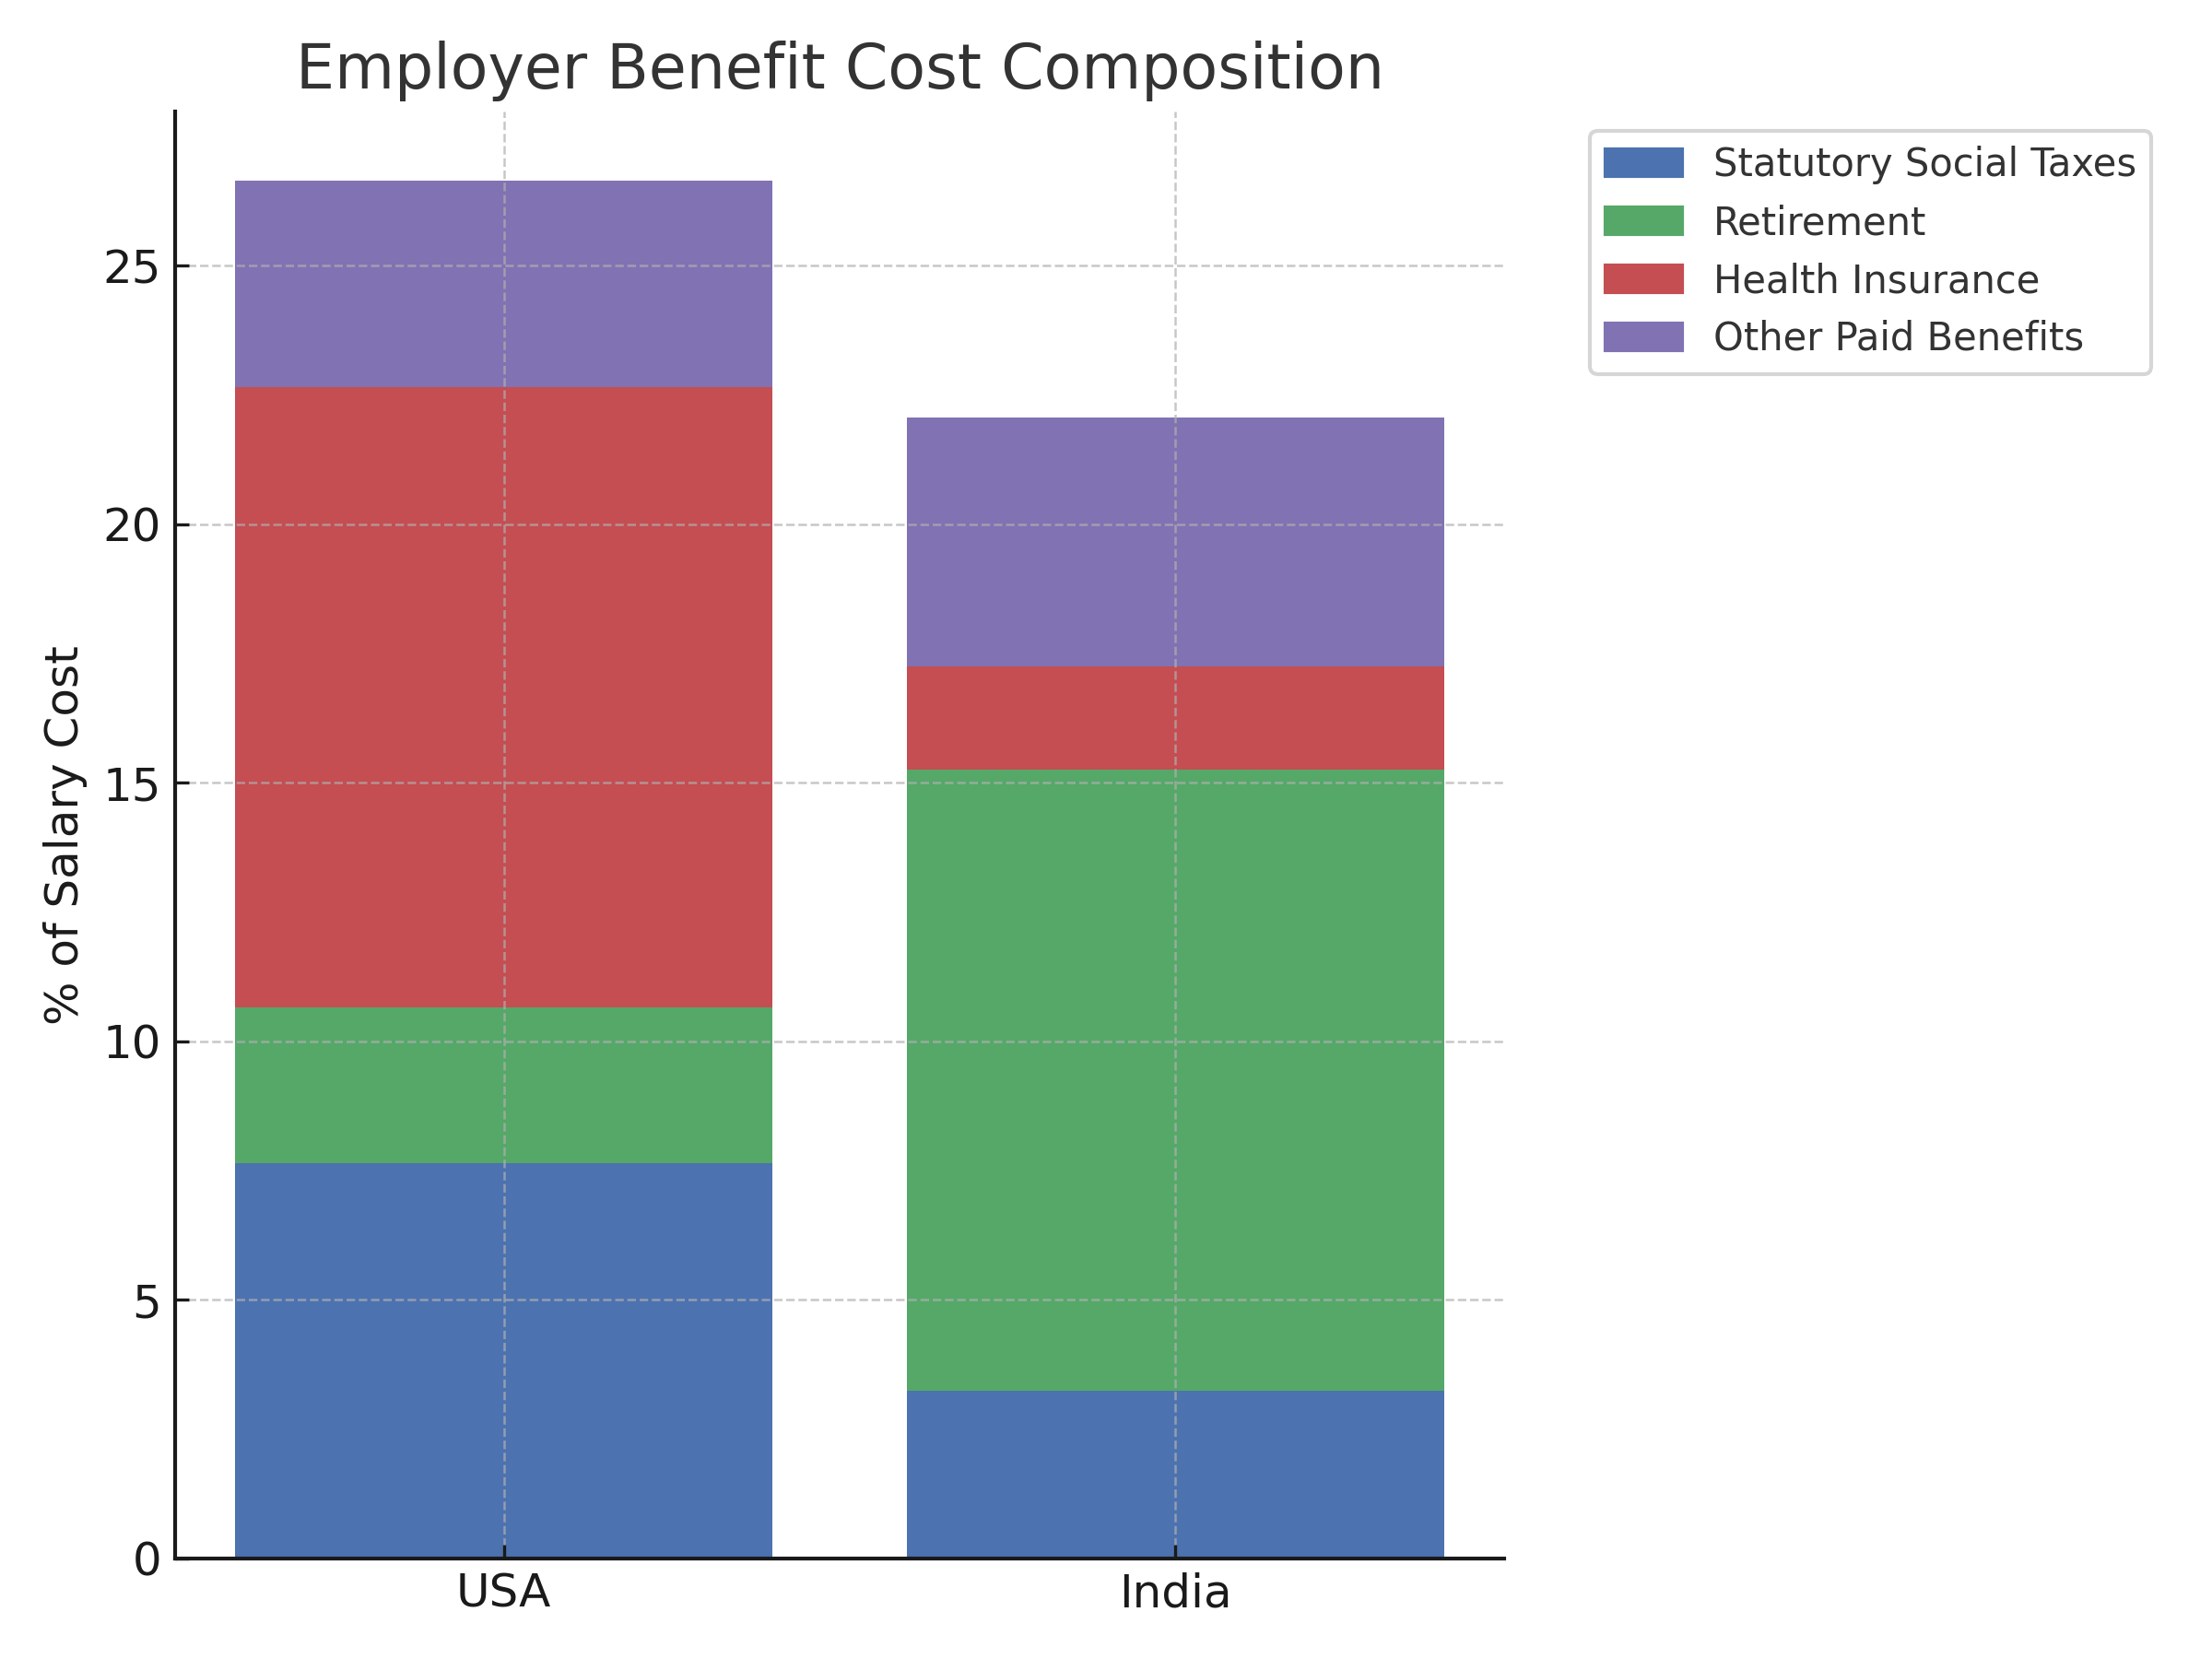 Employer Benefit Cost Composition
Statutory Social Taxes
Retirement
Health Insurance
Other Paid Benefits
% of Salary Cost
25
20
15
10
5
0
USA
India